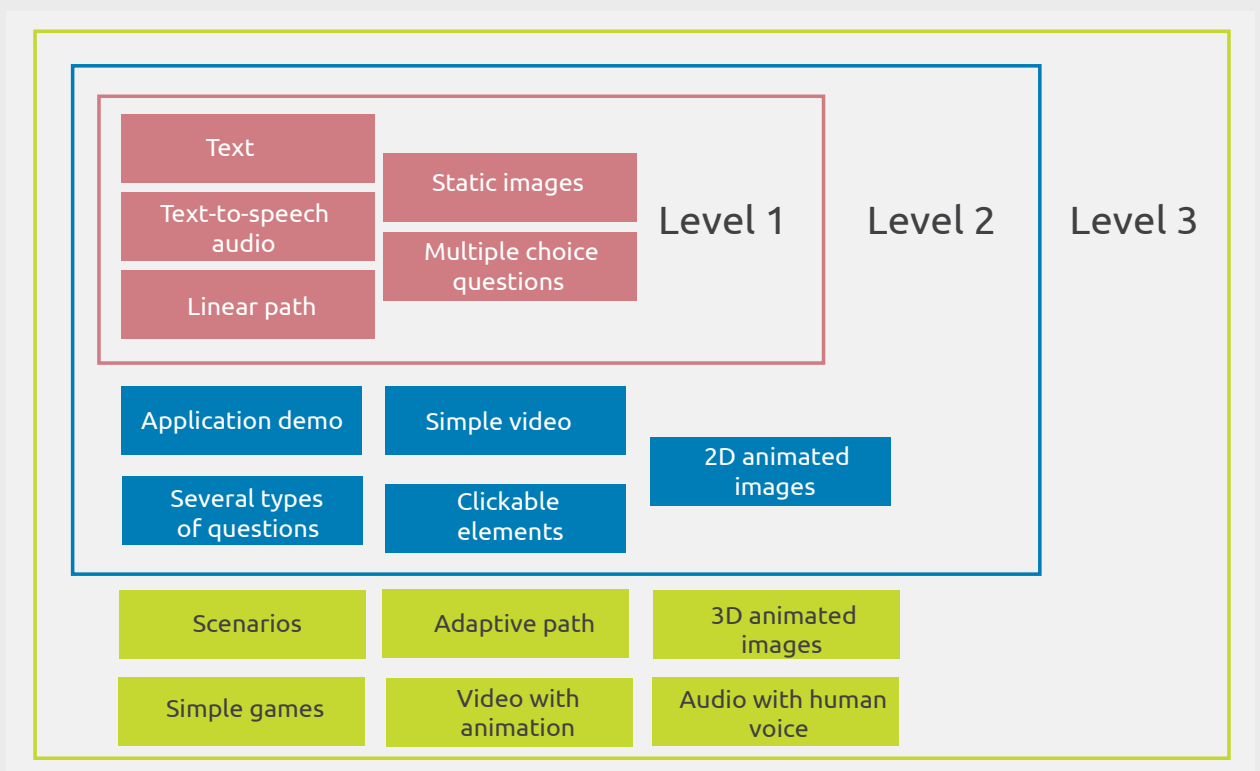 Text
Text-to-speech
audio
Linear path
Static images
Multiple choice
questions
Level 1
Level 2
Level 3
Application demo
Simple video
Several types
of questions
Clickable
elements
2D animated
images
Scenarios
Adaptive path
3D animated
images
Simple games
Video with
animation
Audio with human
voice